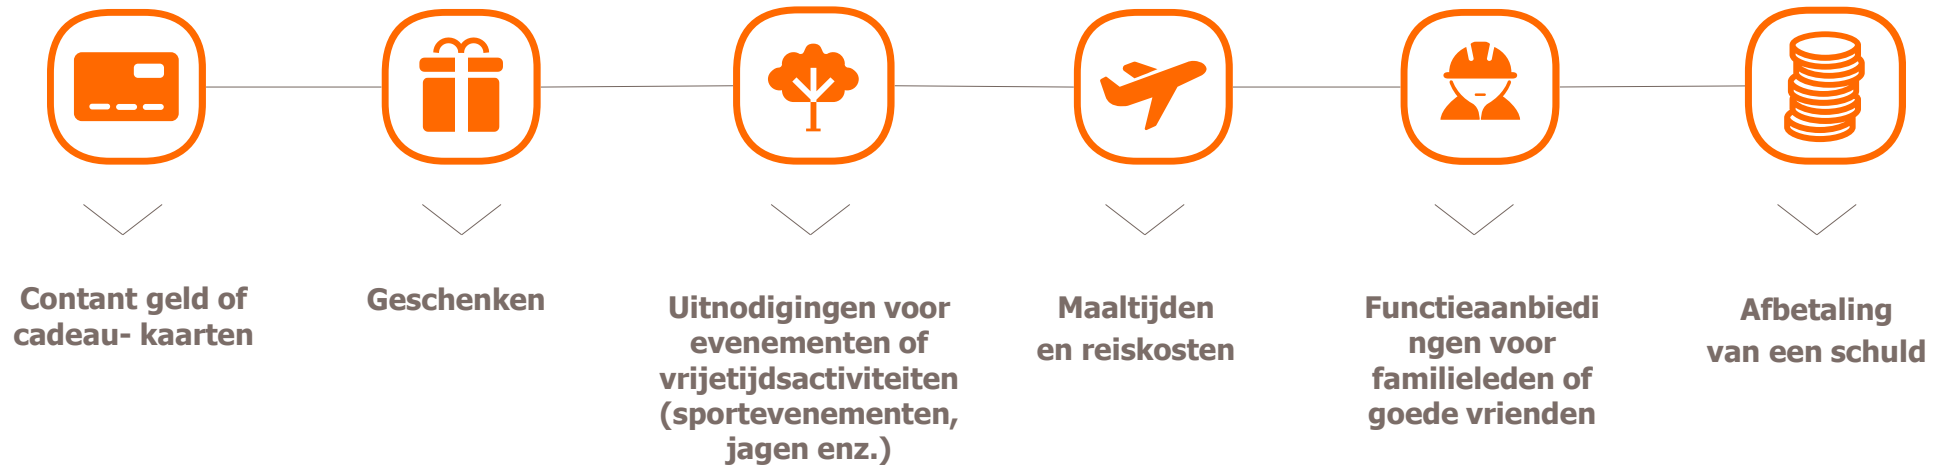 Contant geld of
cadeau- kaarten
Geschenken
Uitnodigingen voor
evenementen of
vrijetijdsactiviteiten
(sportevenementen,
jagen enz.)
Maaltijden
en reiskosten
Functieaanbiedi
ngen voor
familieleden of
goede vrienden
Afbetaling
van een schuld